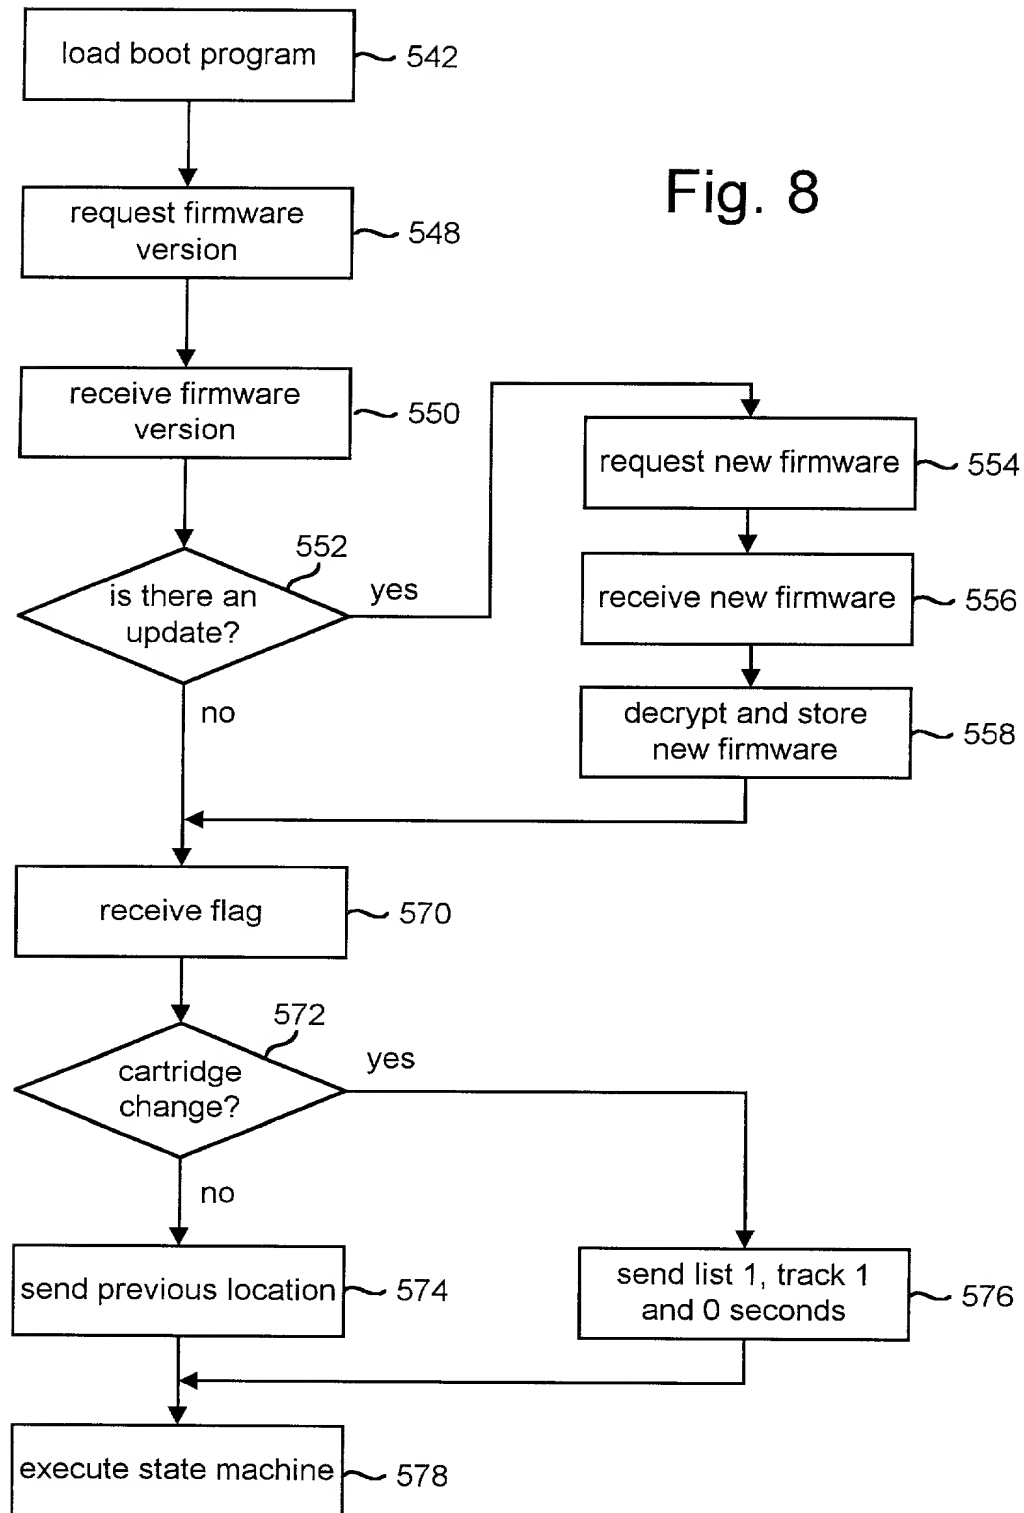 load boot program
542
Fig. 8
request firmware
version
548
receive firmware
version
550
request new firmware
554
552
is there an
update?
yes
receive new firmware
556
no
decrypt and store
new firmware
558
receive flag
570
572
cartridge
change?
yes
no
send previous location
574
send list 1, track 1
and 0 seconds
576
execute state machine
578